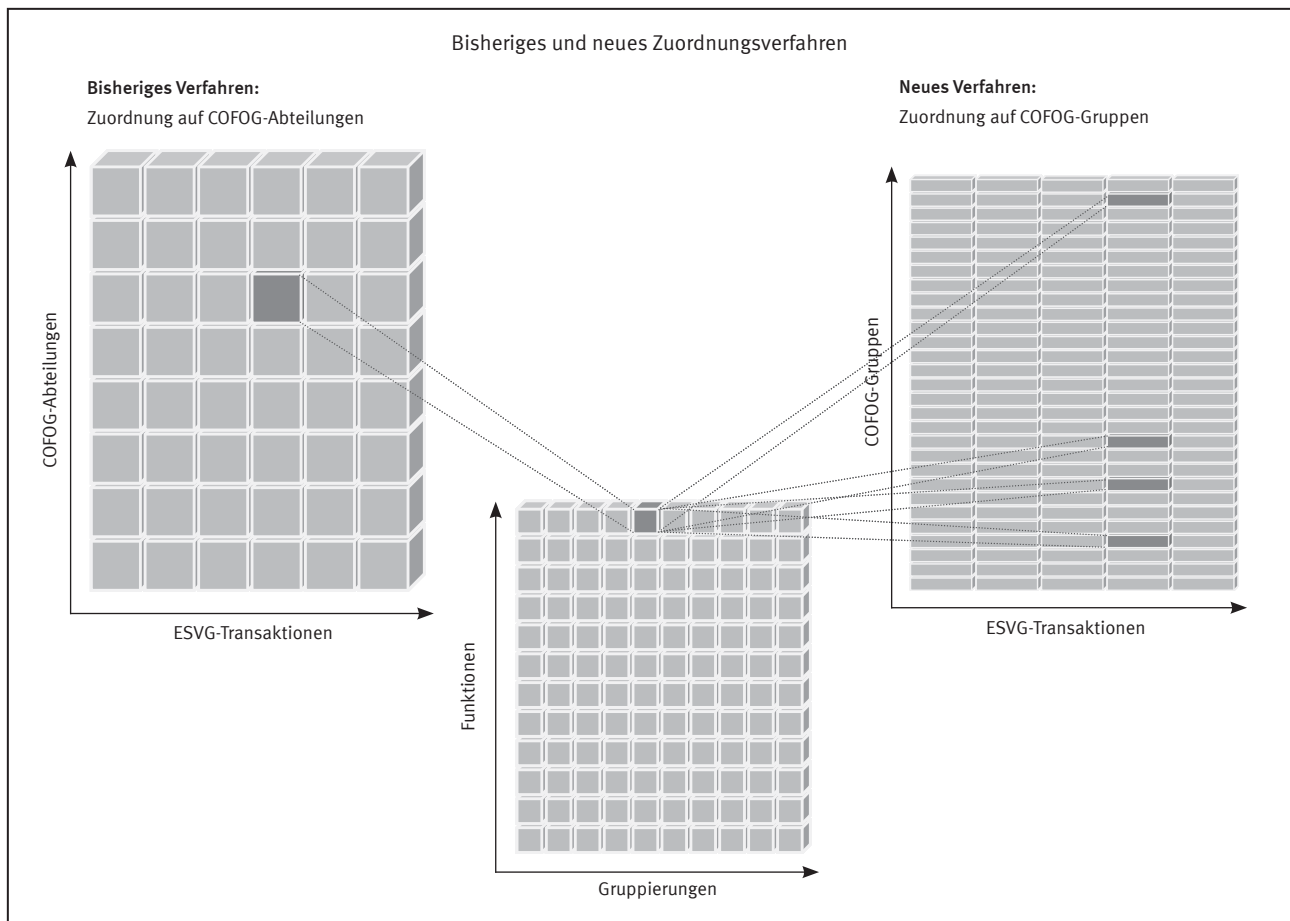 Bisheriges und neues Zuordnungsverfahren
Bisheriges Verfahren:
Zuordnung auf COFOG-Abteilungen
COFOG-Abteilungen
ESVG-Transaktionen
Neues Verfahren:
Zuordnung auf COFOG-Gruppen
COFOG-Gruppen
ESVG-Transaktionen
Funktionen
Gruppierungen